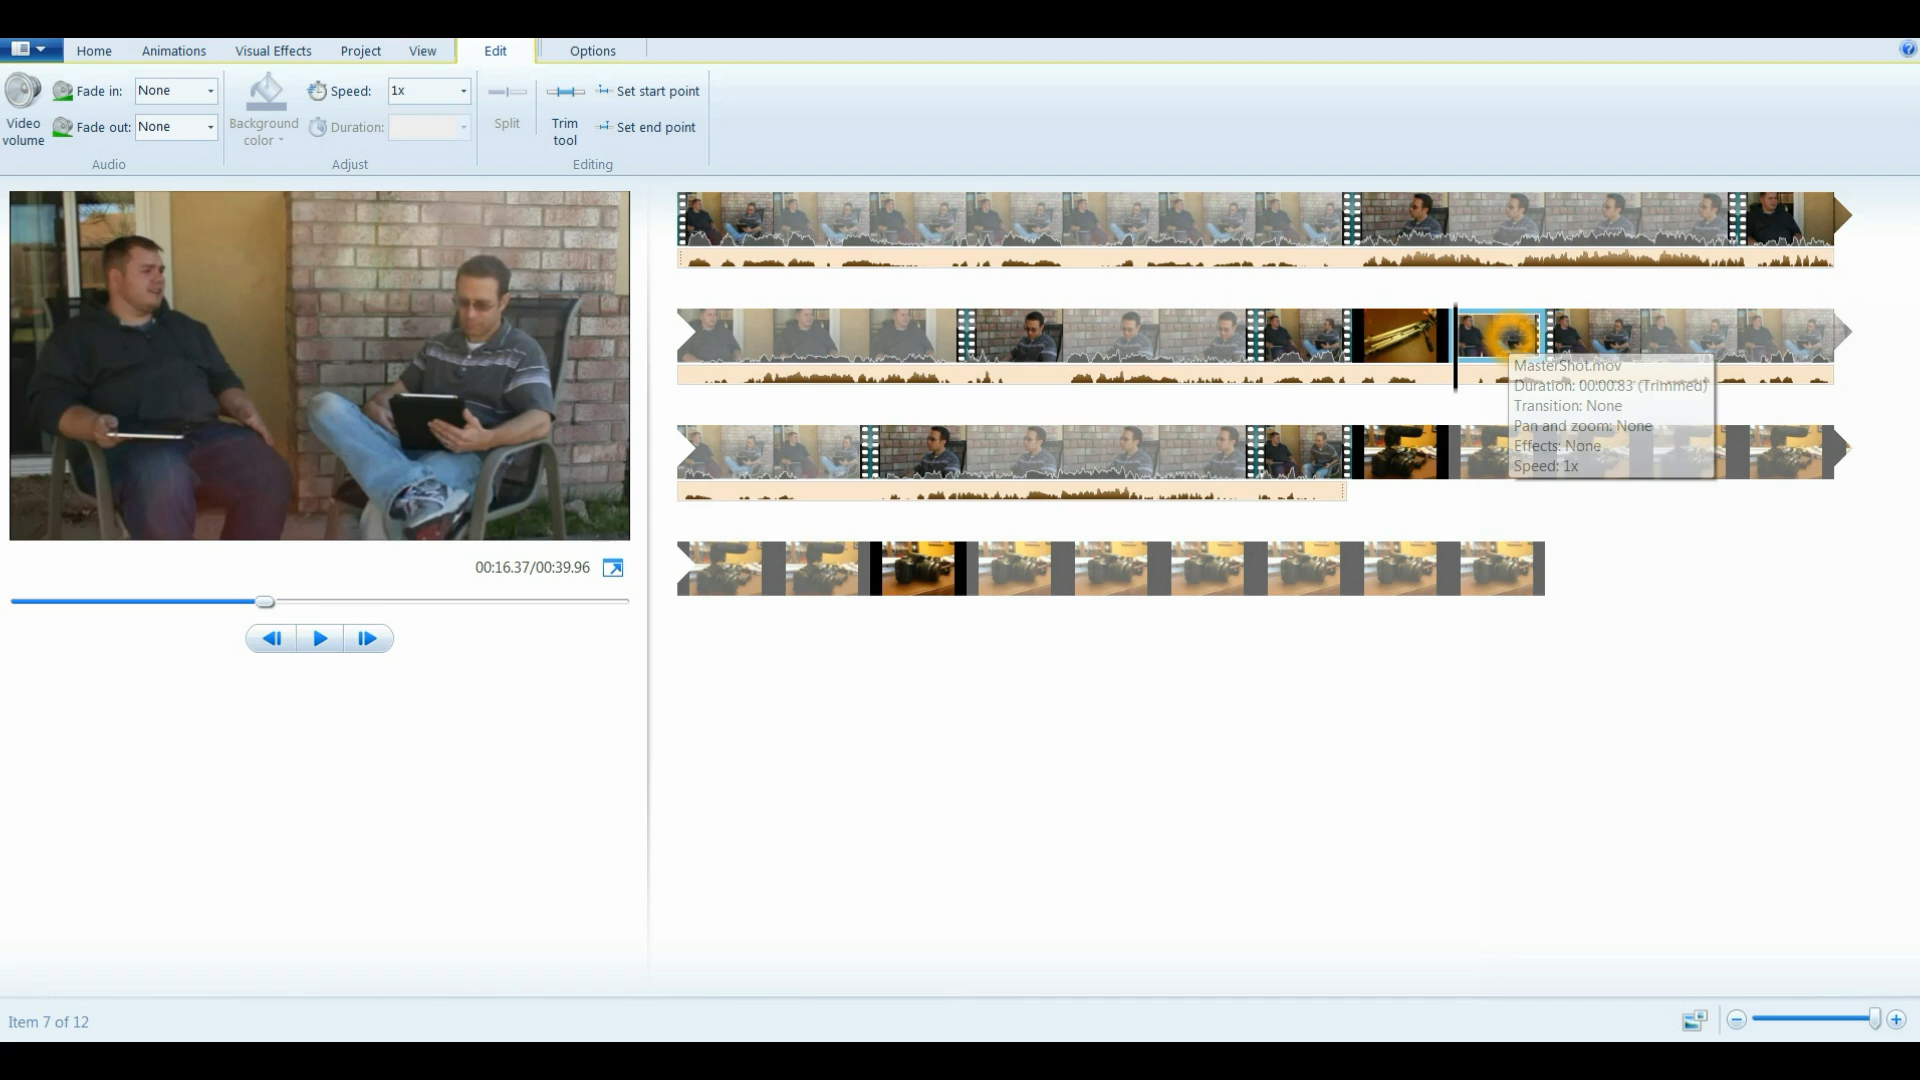 Home Animations Visual Effects Project View Edit Options
Fade in: None Speed: 1x Set start point
Video volume Fade out: None Background color Duration: Split Trim tool Set end point
Audio Adjust Editing
MasterShot.mov
Duration: 00:00.83 (Trimmed)
Transition: None
Pan and zoom: None
Effects: None
Speed: 1x
00:16.37/00:39.96
Item 7 of 12